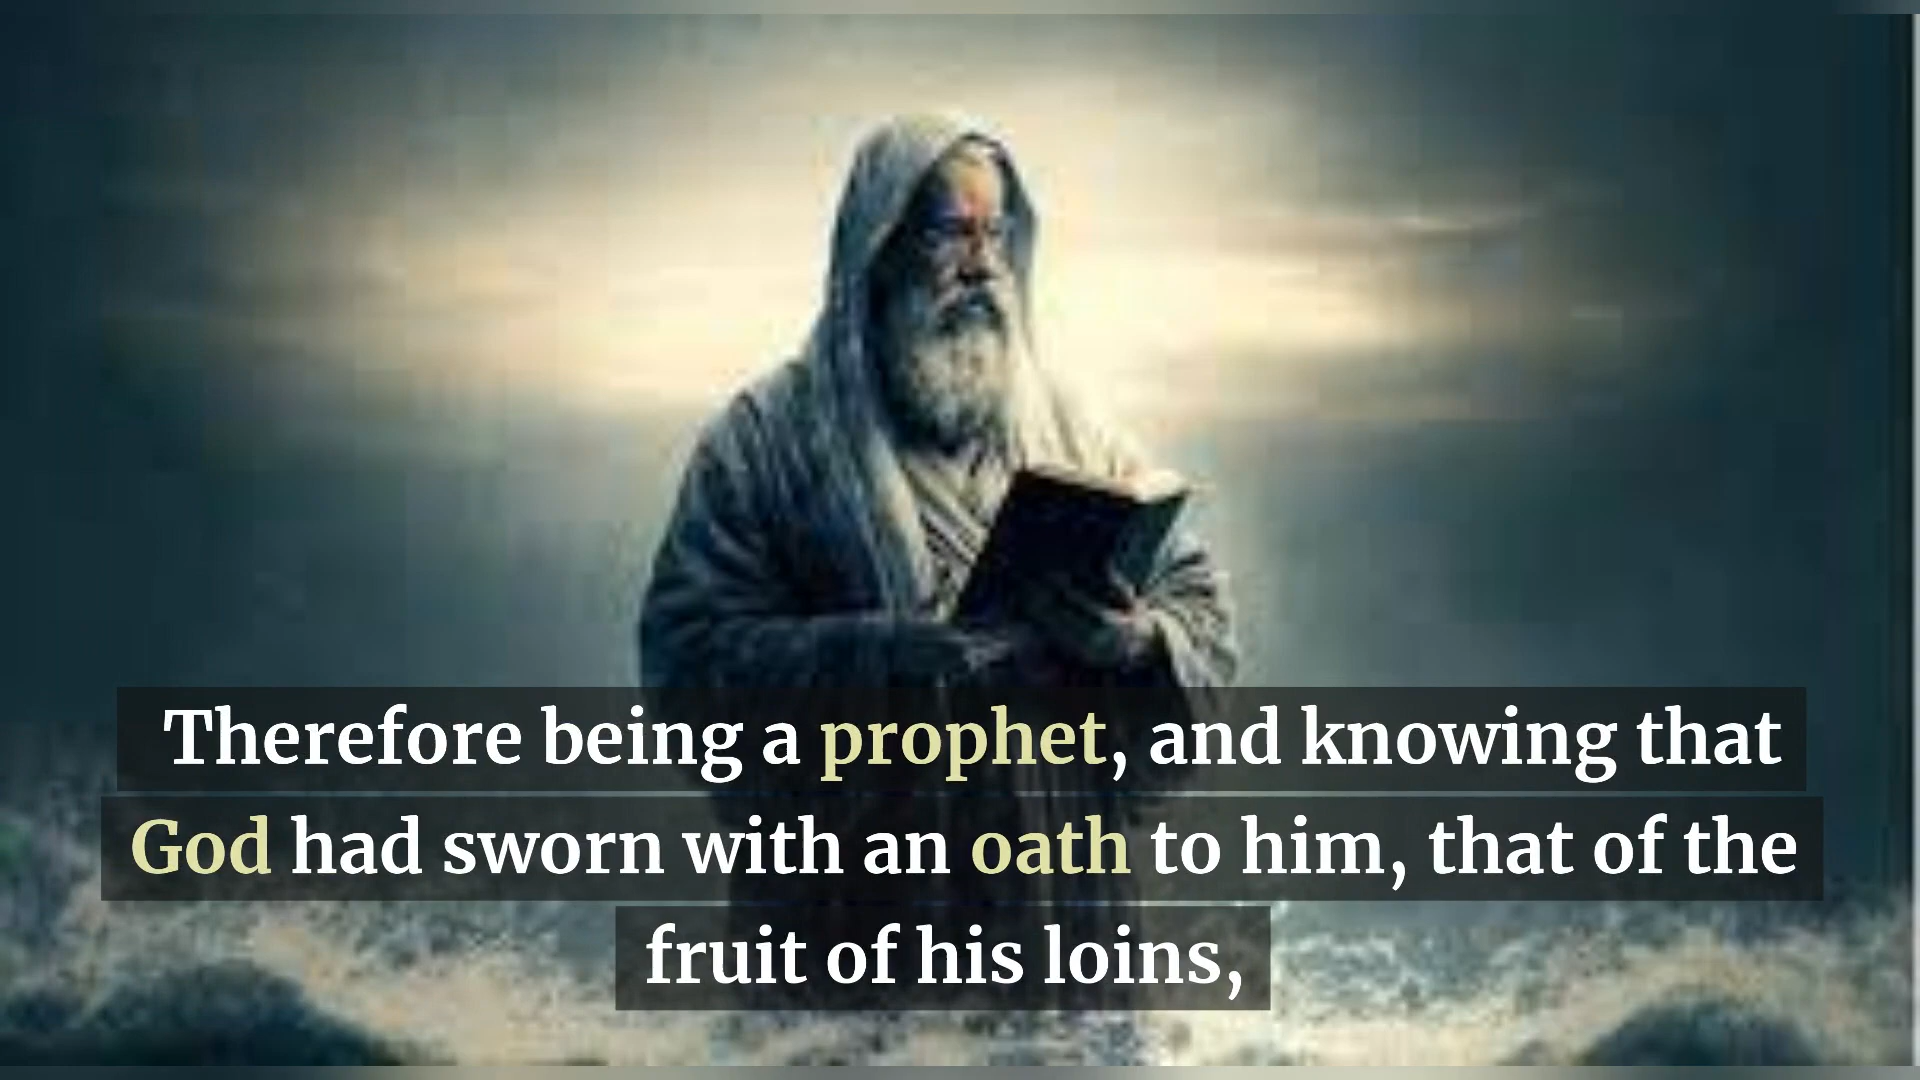 Therefore being a prophet, and knowing that
God had sworn with an oath to him, that of the
fruit of his loins,